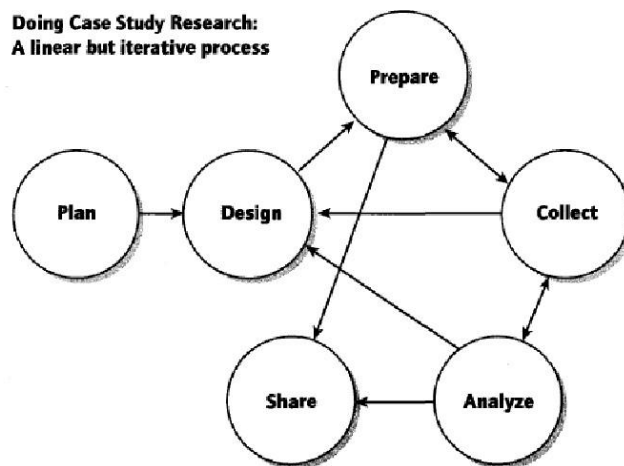 Doing Case Study Research:
A linear but iterative process
Prepare
Plan
Design
Collect
Share
Analyze